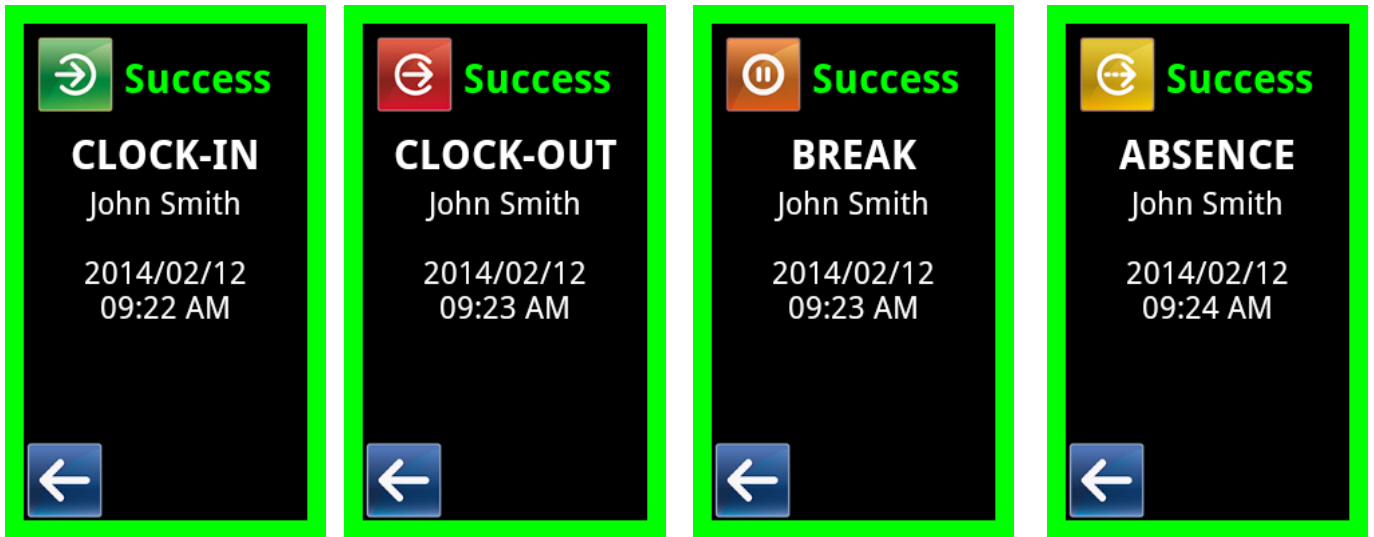 Success
CLOCK-IN
John Smith
2014/02/12
09:22 AM
Success
CLOCK-OUT
John Smith
2014/02/12
09:23 AM
Success
BREAK
John Smith
2014/02/12
09:23 AM
Success
ABSENCE
John Smith
2014/02/12
09:24 AM